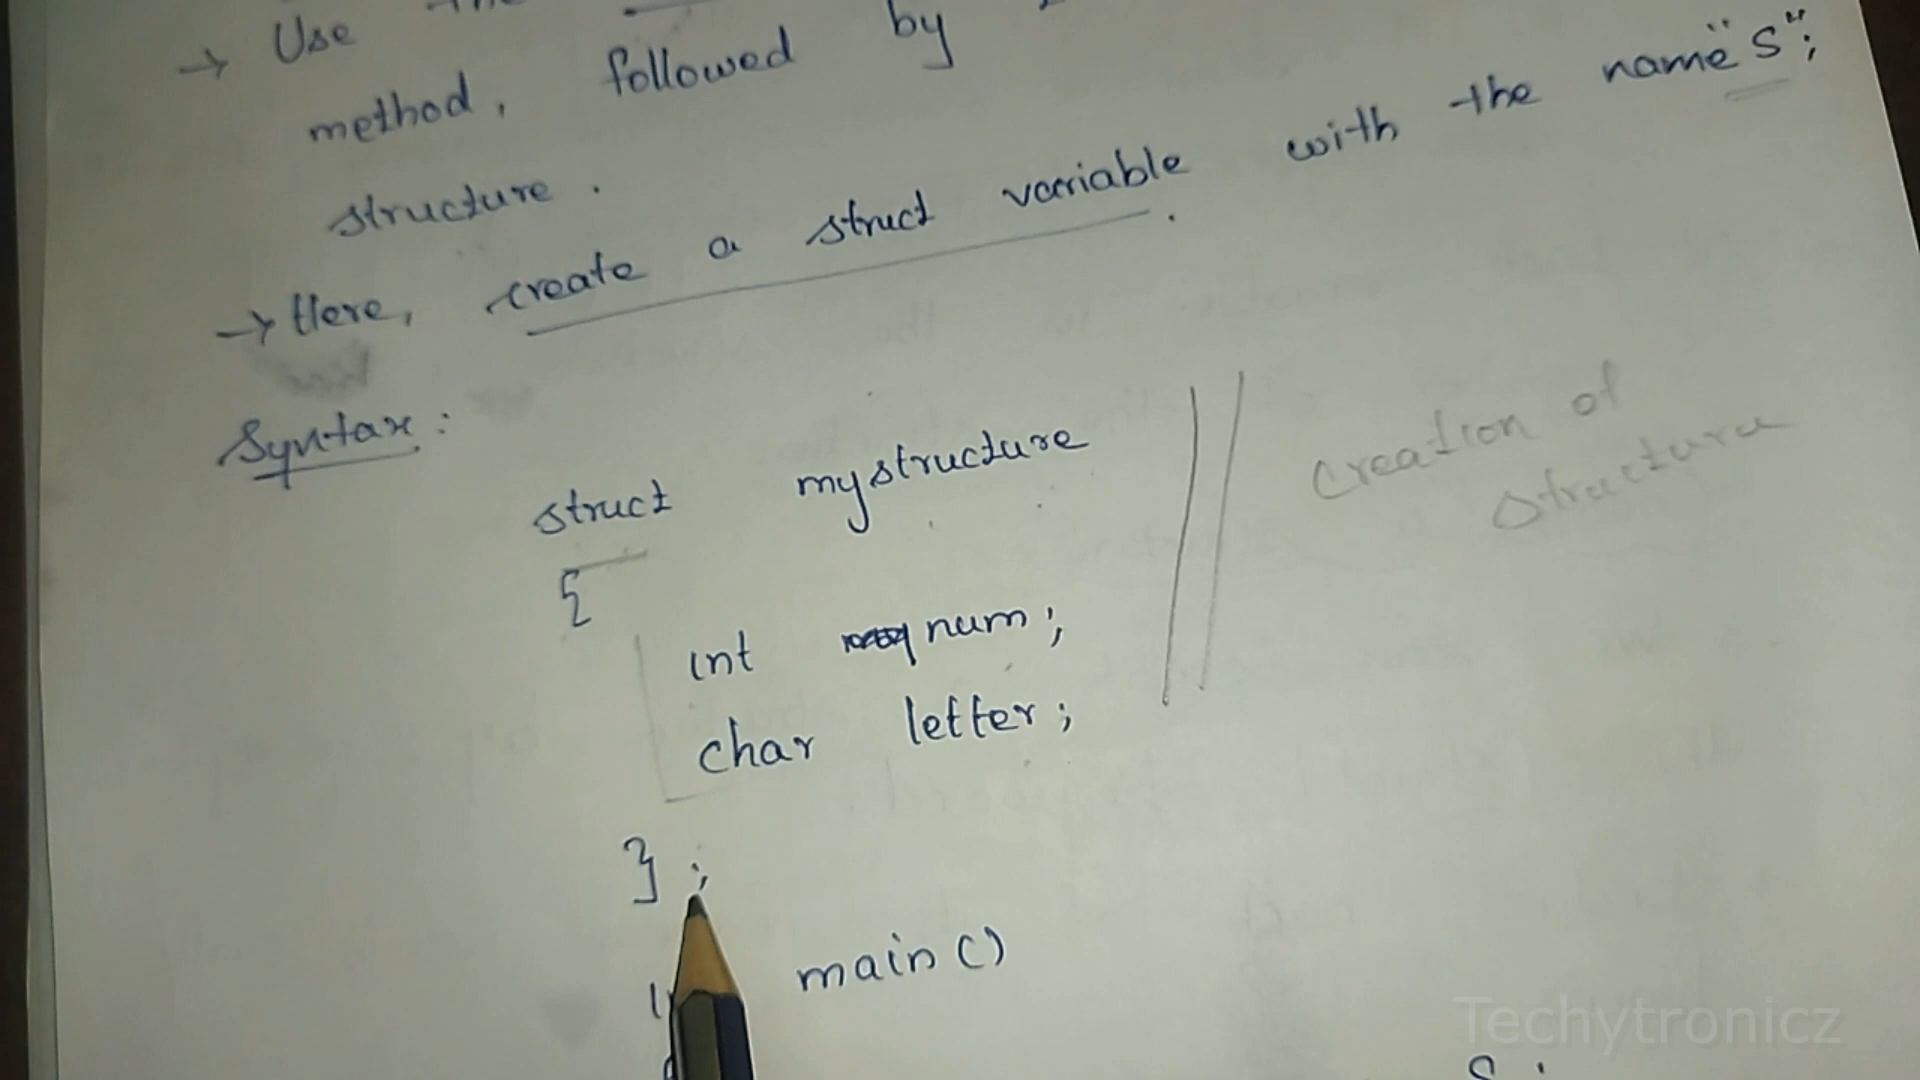 → Use the
method, followed by
structure.
→ Here, create a struct variable with the name "S";
Syntax:
struct mystructure
{
int num;
char letter;
};
main()
Creation of
structure
S;
Techytronicz